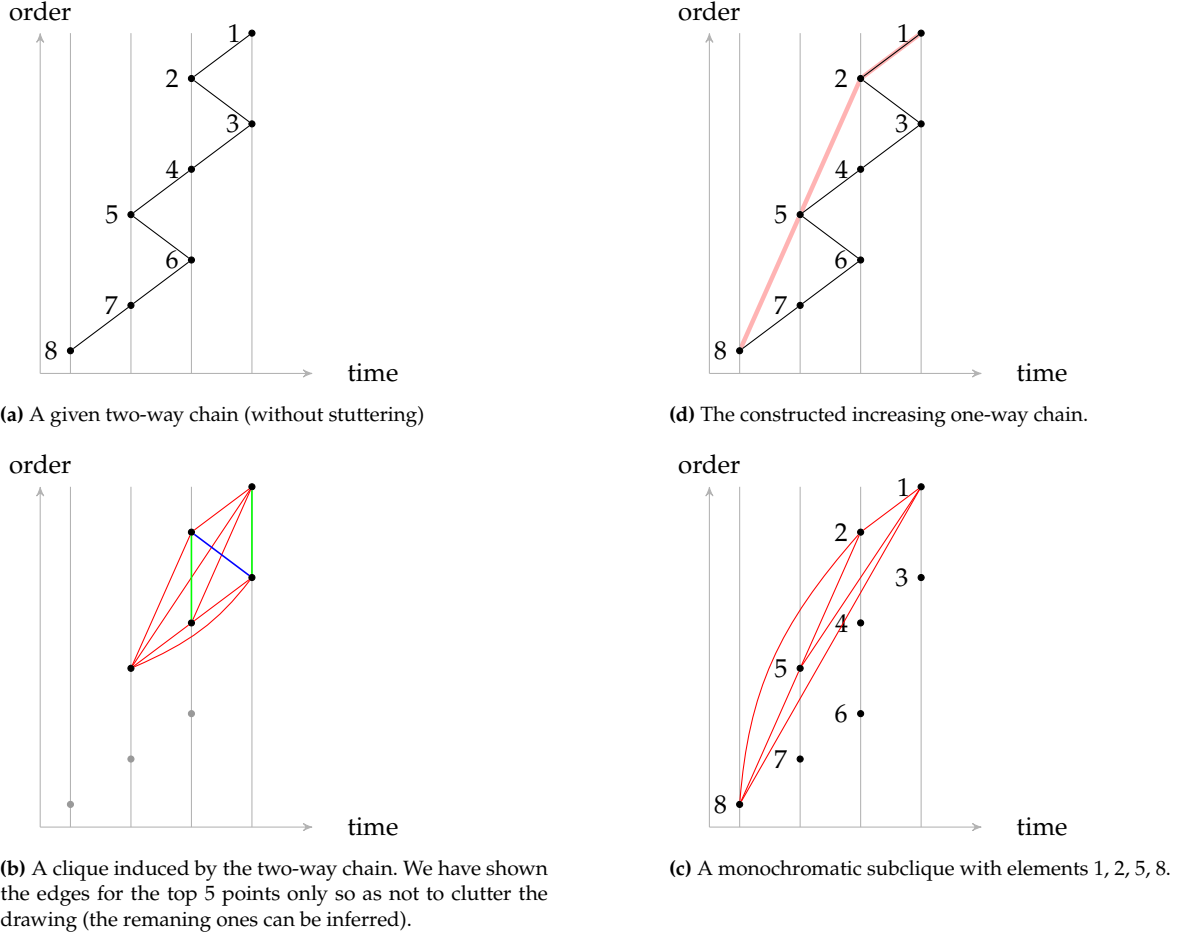 order
1
2
3
4
5
6
7
8
time
(a) A given two-way chain (without stuttering)
order
1
2
3
4
5
6
7
8
time
(d) The constructed increasing one-way chain.
order
time
(b) A clique induced by the two-way chain. We have shown
the edges for the top 5 points only so as not to clutter the
drawing (the remaning ones can be inferred).
order
1
2
3
4
5
6
7
8
time
(c) A monochromatic subclique with elements 1, 2, 5, 8.